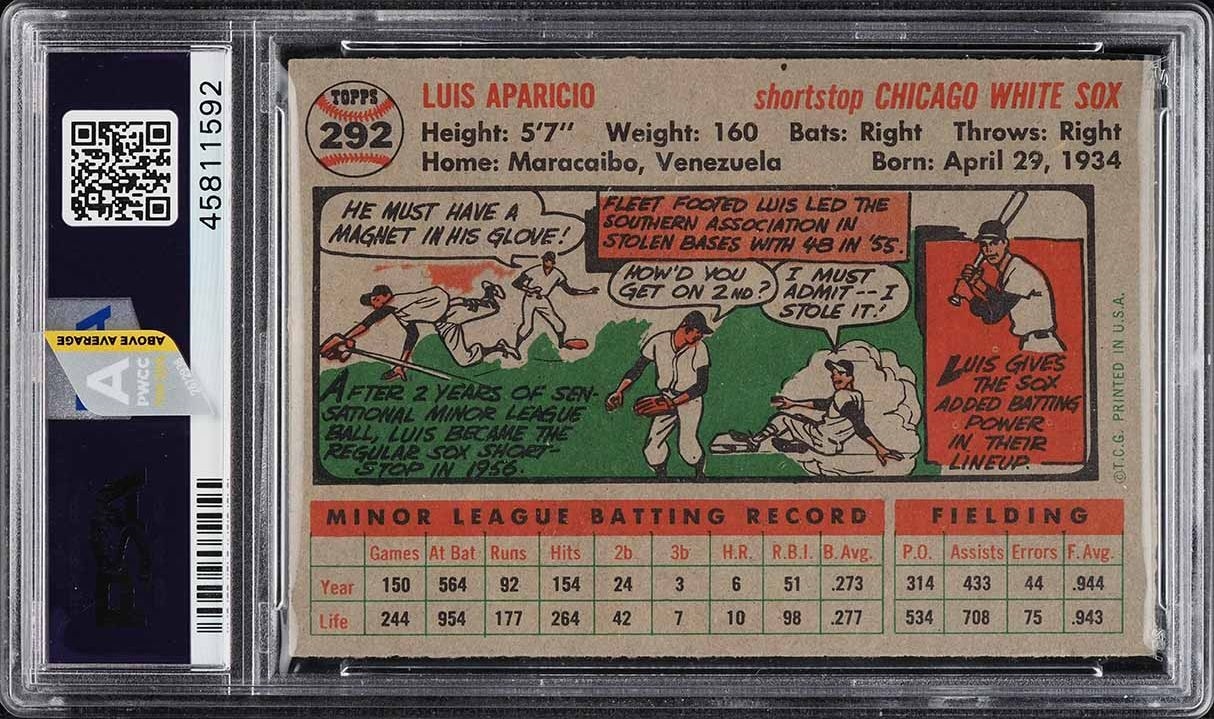 45811592
ABOVE AVERAGE
A
PWCC
PSA
TOPPS
292
LUIS APARICIO
shortstop CHICAGO WHITE SOX
Height: 5'7" Weight: 160 Bats: Right Throws: Right
Home: Maracaibo, Venezuela Born: April 29, 1934
HE MUST HAVE A
MAGNET IN HIS GLOVE!
FLEET FOOTED LUIS LED THE
SOUTHERN ASSOCIATION IN
STOLEN BASES WITH 48 IN '55.
HOW'D YOU
GET ON 2ND?
I MUST
ADMIT--I
STOLE IT!
AFTER 2 YEARS OF SEN-
SATIONAL MINOR LEAGUE
BALL, LUIS BECAME THE
REGULAR SOX SHORT-
STOP IN 1956.
LUIS GIVES
THE SOX
ADDED BATTING
POWER
IN THEIR
LINEUP.
©T.C.G. PRINTED IN U.S.A.
MINOR LEAGUE BATTING RECORD FIELDING
Games At Bat Runs Hits 2b 3b H.R. R.B.I. B. Avg. P.O. Assists Errors F. Avg.
Year 150 564 92 154 24 3 6 51 .273 314 433 44 .944
Life 244 954 177 264 42 7 10 98 .277 534 708 75 .943